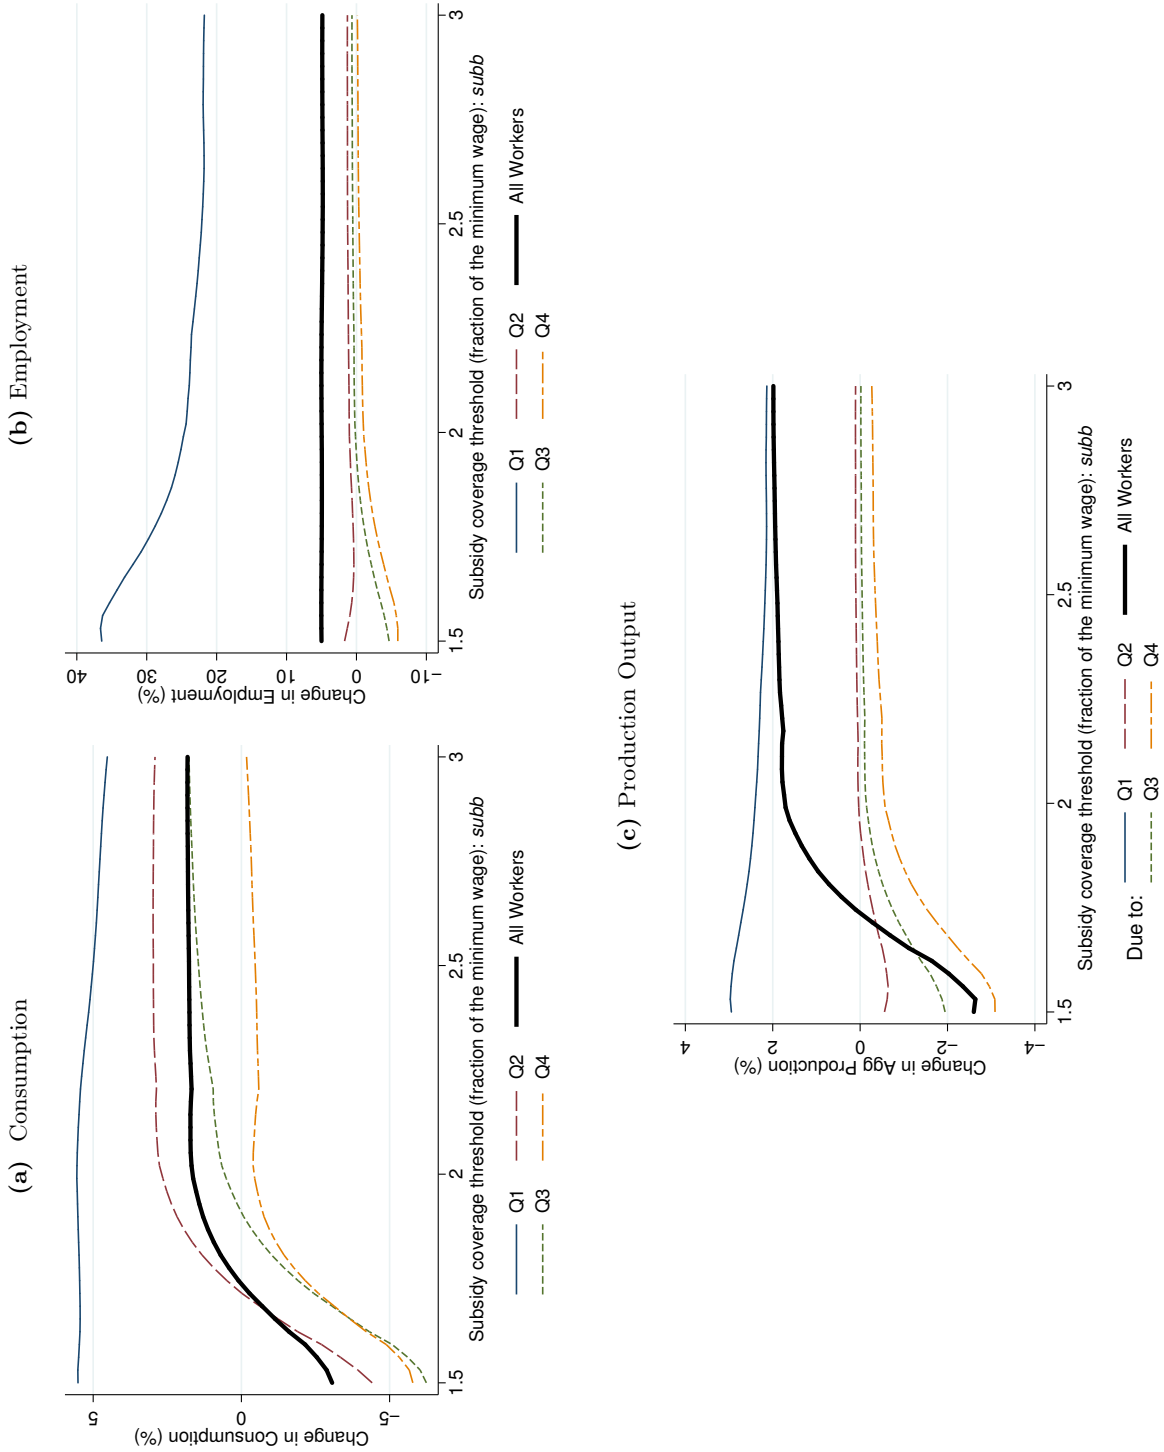 (a) Consumption
Change in Consumption (%)
5
0
−5
1.5
2
2.5
3
Subsidy coverage threshold (fraction of the minimum wage): subb
Q1
Q2
All Workers
Q3
Q4
(b) Employment
Change in Employment (%)
40
30
20
10
0
−10
1.5
2
2.5
3
Subsidy coverage threshold (fraction of the minimum wage): subb
Q1
Q2
All Workers
Q3
Q4
(c) Production Output
Change in Agg Production (%)
4
2
0
−2
−4
1.5
2
2.5
3
Subsidy coverage threshold (fraction of the minimum wage): subb
Due to:
Q1
Q2
All Workers
Q3
Q4